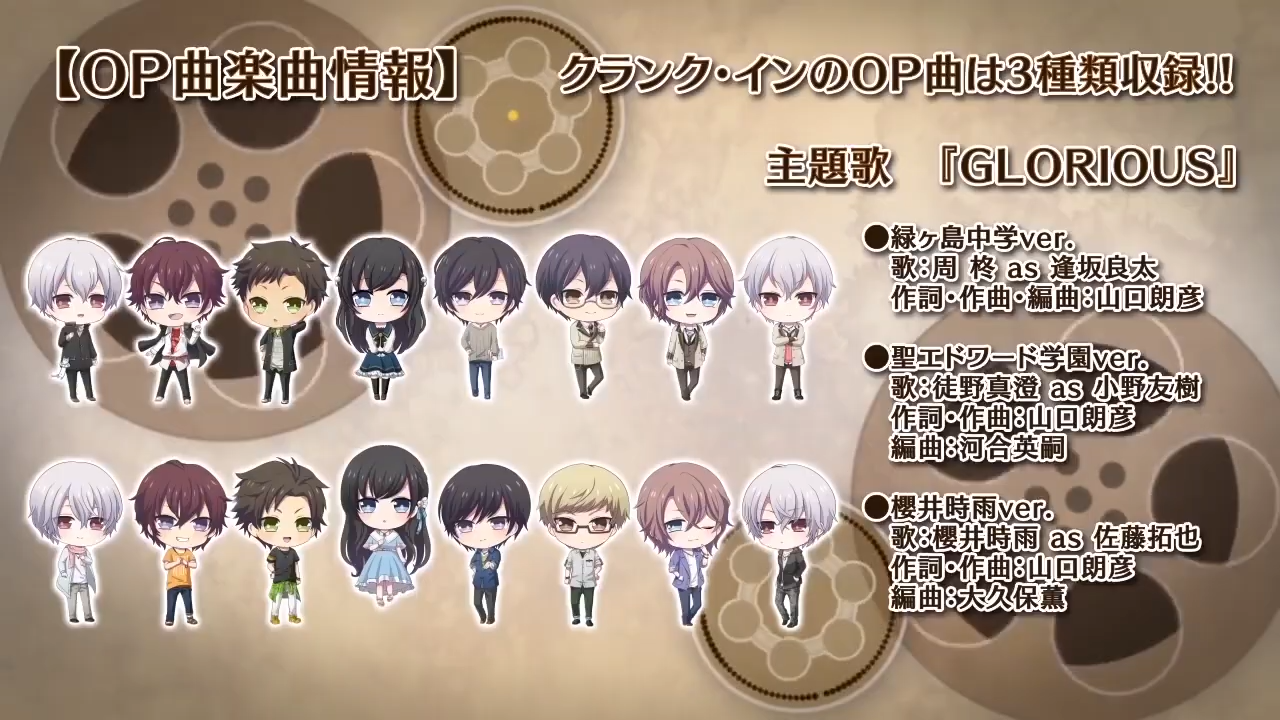 【OP曲楽曲情報】
クランク・インのOP曲は3種類収録!!
主題歌 『GLORIOUS』
●緑ヶ島中学ver.
歌:周 柊 as 逢坂良太
作詞・作曲・編曲:山口朗彦
●聖エドワード学園ver.
歌:徒野真澄 as 小野友樹
作詞・作曲:山口朗彦
編曲:河合英嗣
●櫻井時雨ver.
歌:櫻井時雨 as 佐藤拓也
作詞・作曲:山口朗彦
編曲:大久保薫